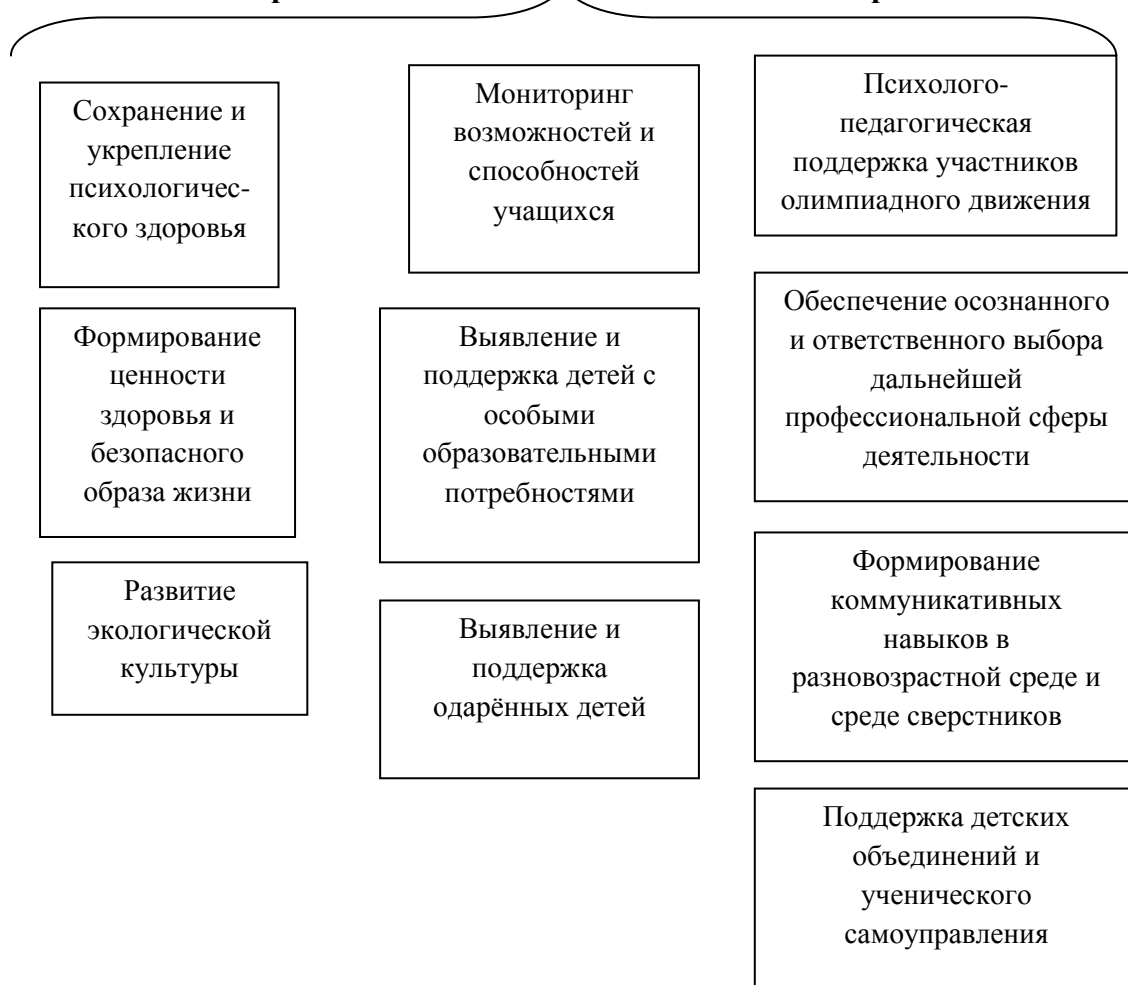 Сохранение и
укрепление
психологичес-
кого здоровья
Формирование
ценности
здоровья и
безопасного
образа жизни
Развитие
экологической
культуры
Мониторинг
возможностей и
способностей
учащихся
Выявление и
поддержка детей с
особыми
образовательными
потребностями
Выявление и
поддержка
одарённых детей
Психолого-
педагогическая
поддержка участников
олимпиадного движения
Обеспечение осознанного
и ответственного выбора
дальнейшей
профессиональной сферы
деятельности
Формирование
коммуникативных
навыков в
разновозрастной среде и
среде сверстников
Поддержка детских
объединений и
ученического
самоуправления